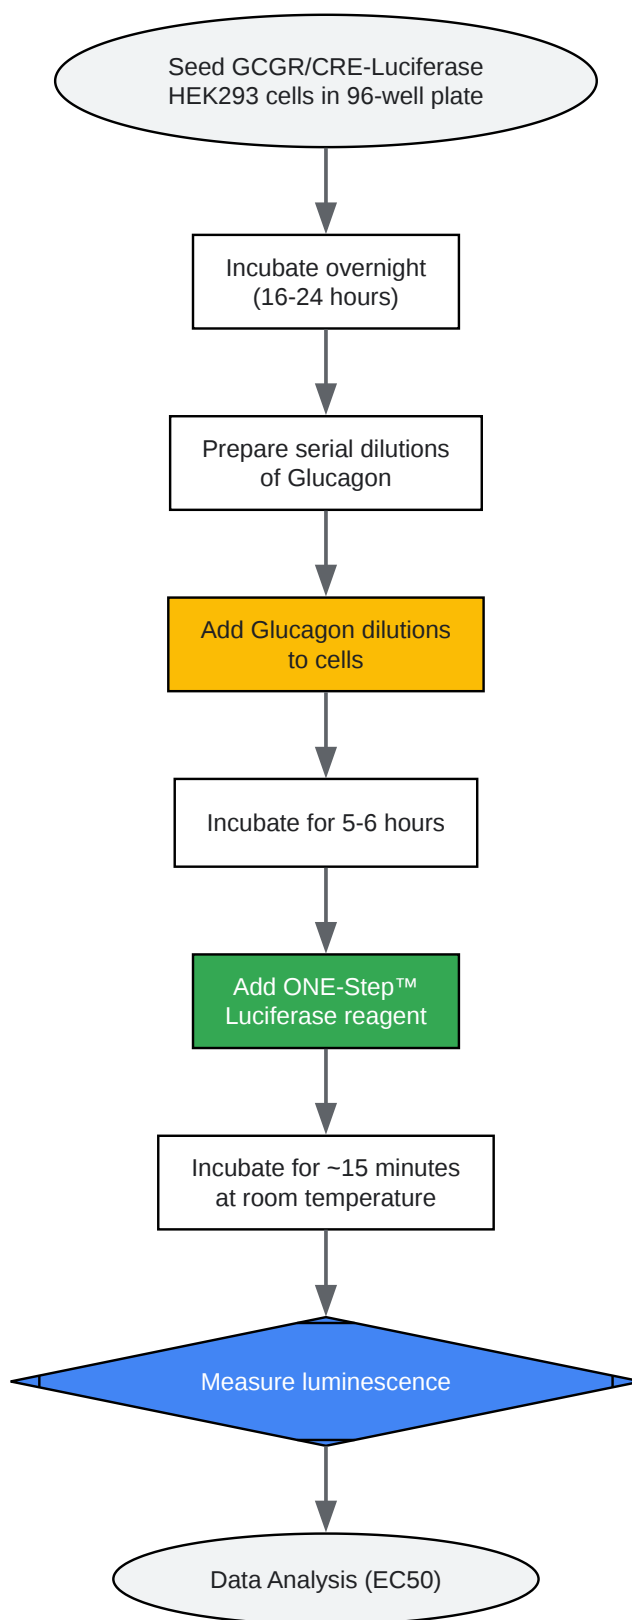 Seed GCGR/CRE-Luciferase
HEK293 cells in 96-well plate
Incubate overnight
(16-24 hours)
Prepare serial dilutions
of Glucagon
Add Glucagon dilutions
to cells
Incubate for 5-6 hours
Add ONE-Step™
Luciferase reagent
Incubate for ~15 minutes
at room temperature
Measure luminescence
Data Analysis (EC50)